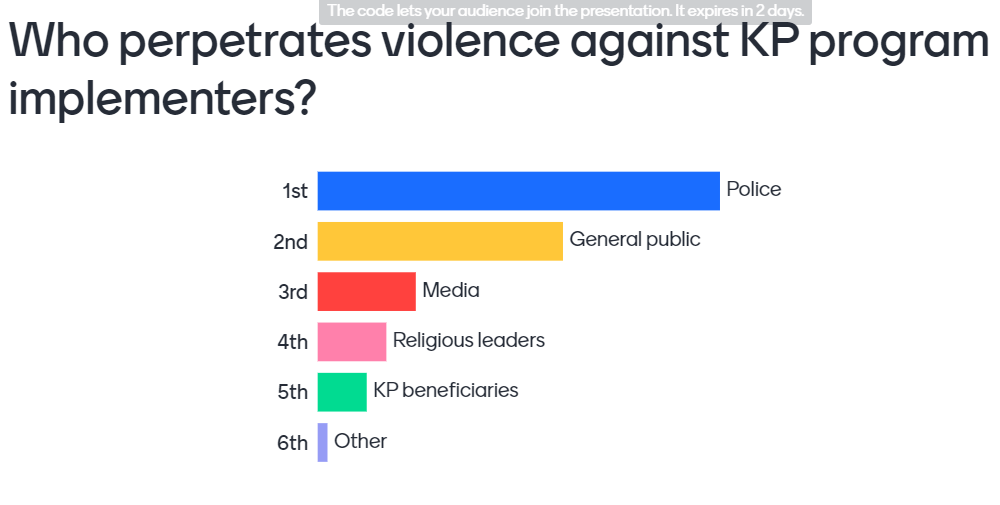 The code lets your audience join the presentation. It expires in 2 days.
Who perpetrates violence against KP program
implementers?
1st Police
2nd General public
3rd Media
4th Religious leaders
5th KP beneficiaries
6th Other